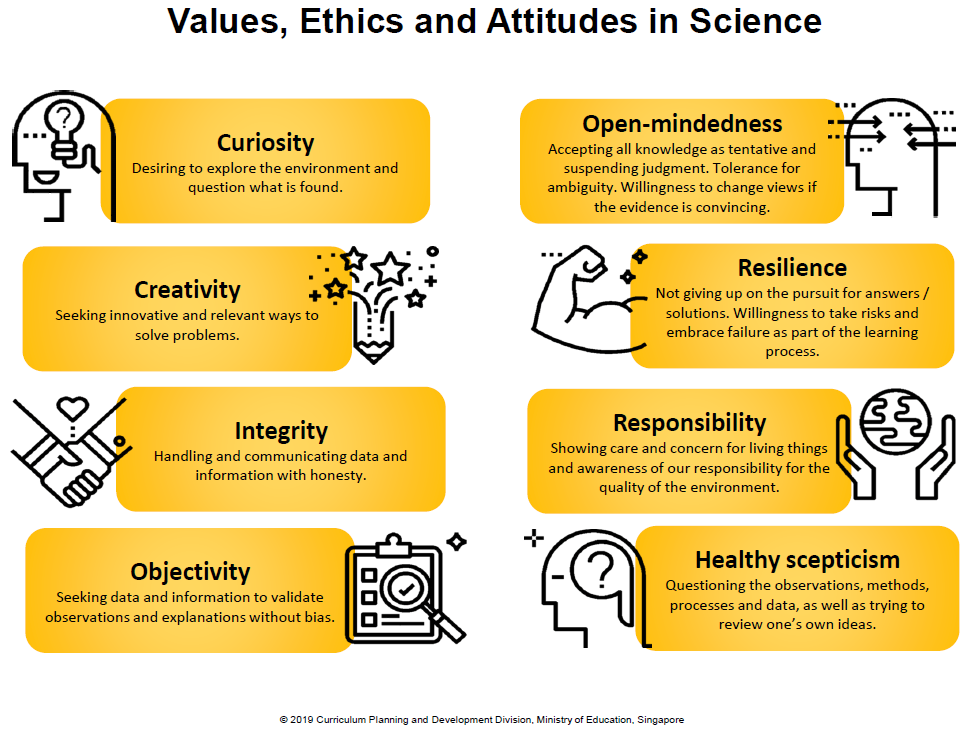 Values, Ethics and Attitudes in Science
Curiosity
Desiring to explore the environment and
question what is found.
Open-mindedness
Accepting all knowledge as tentative and
suspending judgment. Tolerance for
ambiguity. Willingness to change views if
the evidence is convincing.
Creativity
Seeking innovative and relevant ways to
solve problems.
Resilience
Not giving up on the pursuit for answers /
solutions. Willingness to take risks and
embrace failure as part of the learning
process.
Integrity
Handling and communicating data and
information with honesty.
Responsibility
Showing care and concern for living things
and awareness of our responsibility for the
quality of the environment.
Objectivity
Seeking data and information to validate
observations and explanations without bias.
Healthy scepticism
Questioning the observations, methods,
processes and data, as well as trying to
review one’s own ideas.
© 2019 Curriculum Planning and Development Division, Ministry of Education, Singapore